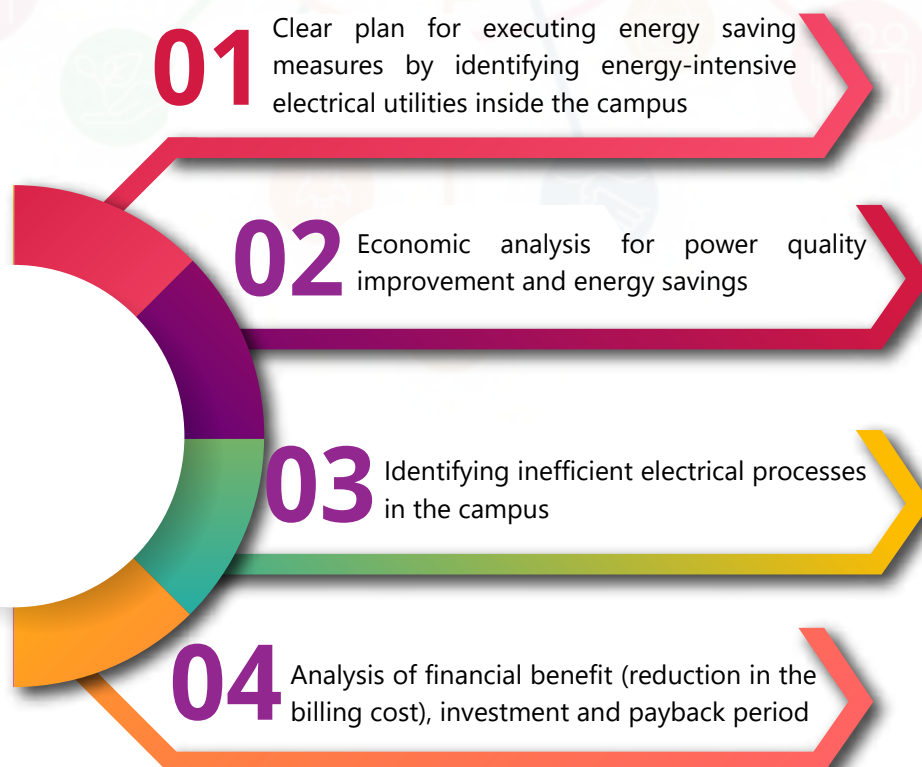 01
Clear plan for executing energy saving
measures by identifying energy-intensive
electrical utilities inside the campus
02
Economic analysis for power quality
improvement and energy savings
03
Identifying inefficient electrical processes
in the campus
04
Analysis of financial benefit (reduction in the
billing cost), investment and payback period